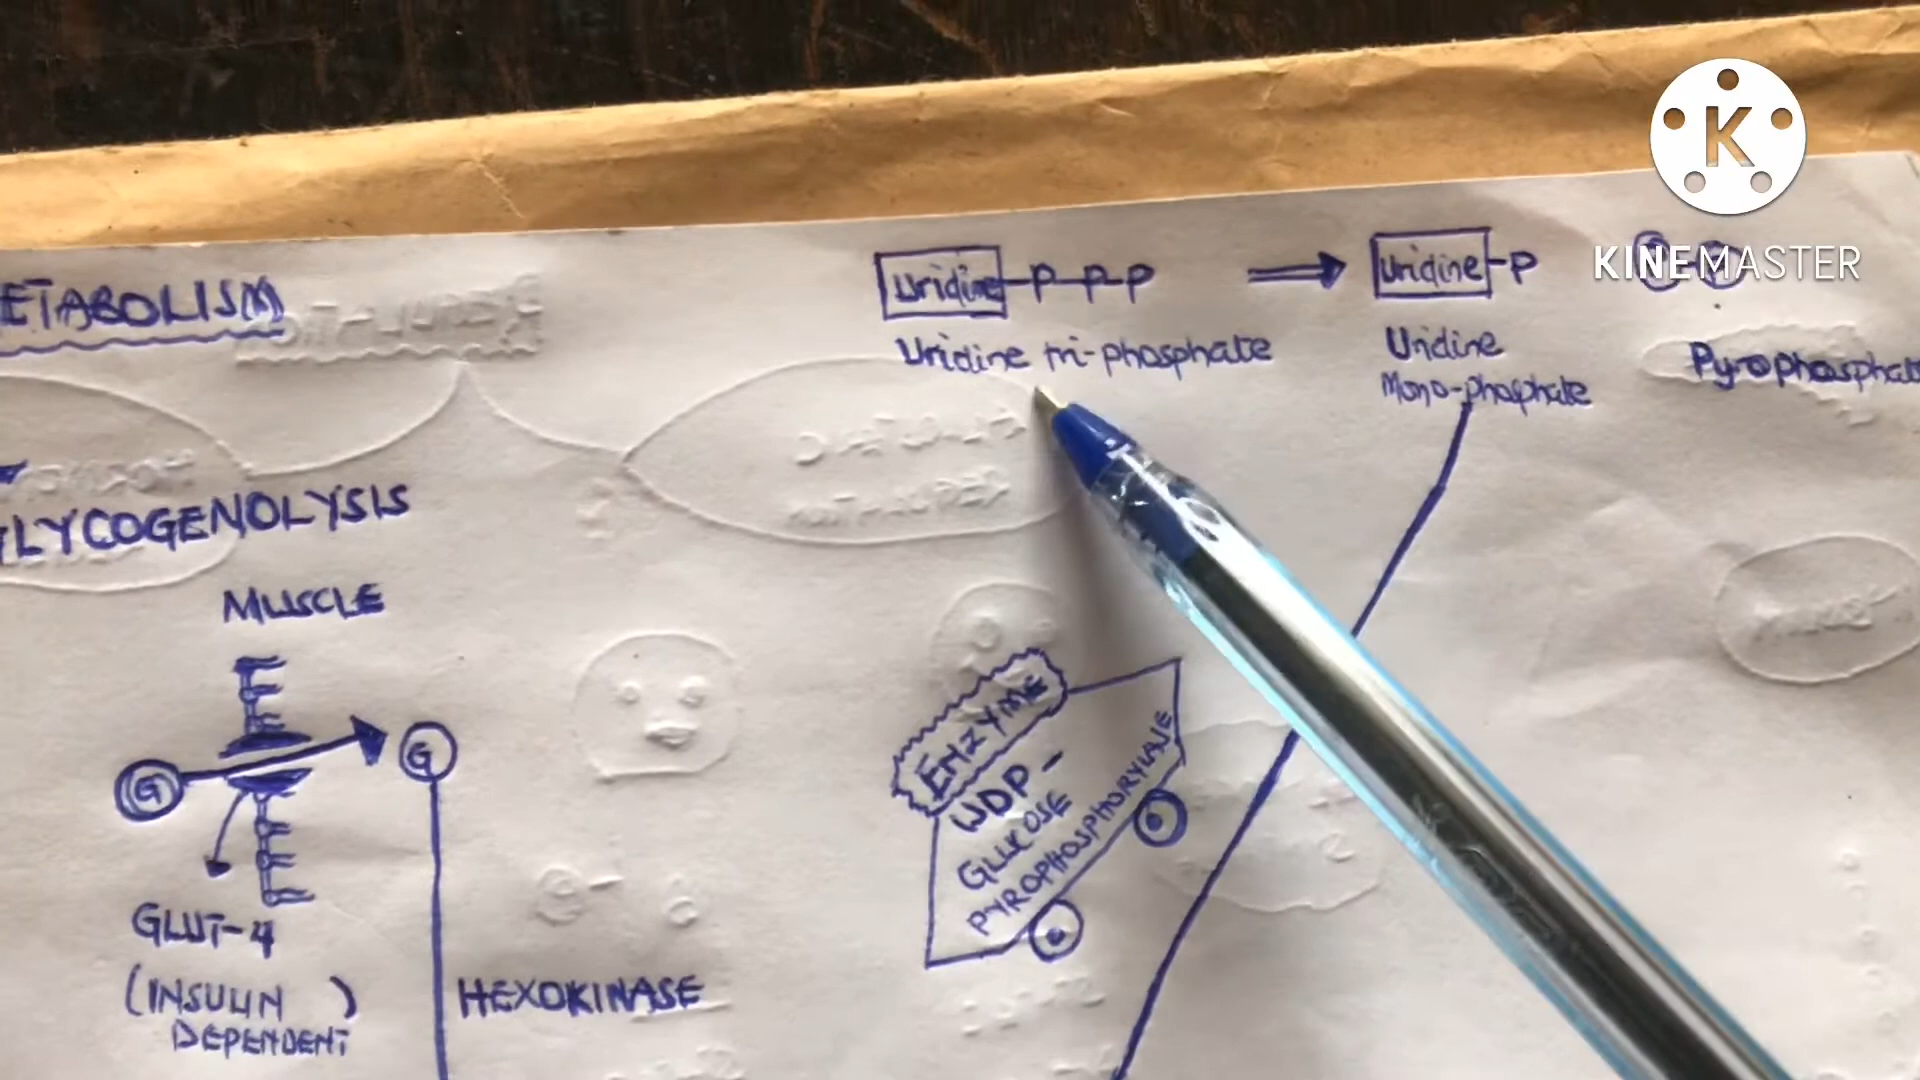 K
KINEMASTER
ETABOLISM
Uridine-P-P-P
Uridine tri-phosphate
Uridine-P
Uridine
Mono-phosphate
Pyrophosphat
LYCOGENOLYSIS
MUSCLE
G
G
GLUT-4
(INSULIN
DEPENDENT
)
HEXOKINASE
ENZYME
UDP-
GLUCOSE
PYROPHOSPHORYLASE